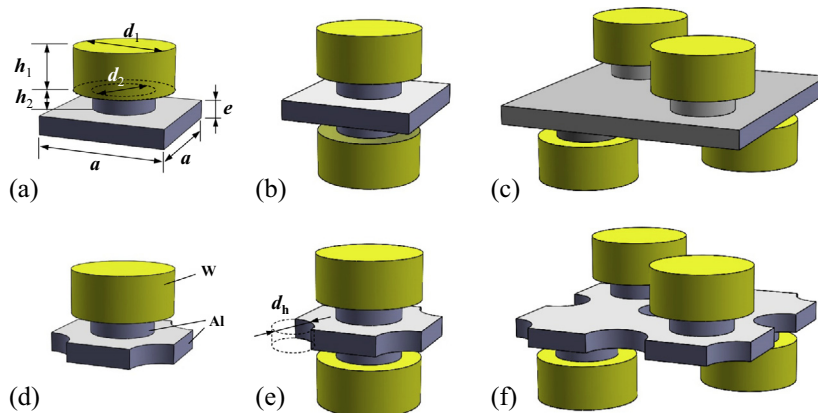 d₁
h₁
d₂
h₂
e
a
a
(a)
(b)
(c)
W
Al
dₕ
(d)
(e)
(f)